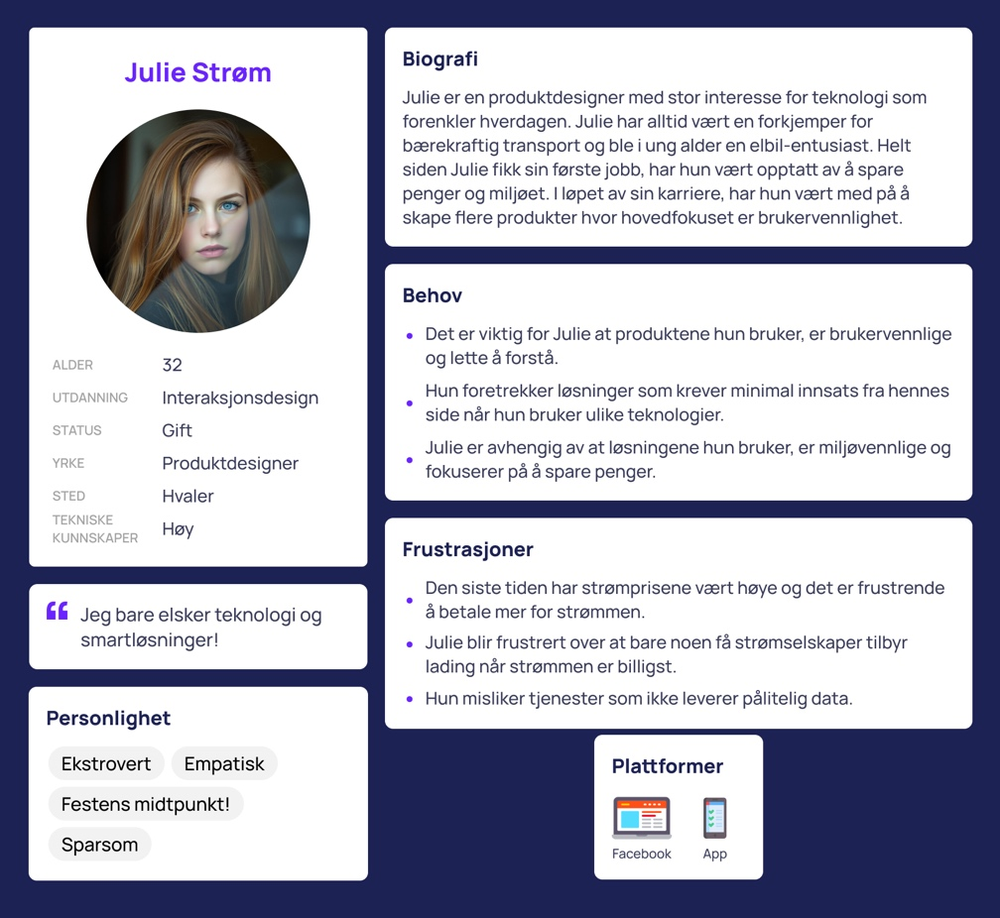 Julie Strøm
ALDER 32
UTDANNING Interaksjonsdesign
STATUS Gift
YRKE Produktdesigner
STED Hvaler
TEKNISKE
KUNNSKAPER Høy
“ Jeg bare elsker teknologi og
smartløsninger!
Personlighet
Ekstrovert Empatisk
Festens midtpunkt!
Sparsom
Biografi
Julie er en produktdesigner med stor interesse for teknologi som
forenkler hverdagen. Julie har alltid vært en forkjemper for
bærekraftig transport og ble i ung alder en elbil-entusiast. Helt
siden Julie fikk sin første jobb, har hun vært opptatt av å spare
penger og miljøet. I løpet av sin karriere, har hun vært med på å
skape flere produkter hvor hovedfokuset er brukervennlighet.
Behov
• Det er viktig for Julie at produktene hun bruker, er brukervennlige
og lette å forstå.
• Hun foretrekker løsninger som krever minimal innsats fra hennes
side når hun bruker ulike teknologier.
• Julie er avhengig av at løsningene hun bruker, er miljøvennlige og
fokuserer på å spare penger.
Frustrasjoner
• Den siste tiden har strømprisene vært høye og det er frustrende
å betale mer for strømmen.
• Julie blir frustrert over at bare noen få strømselskaper tilbyr
lading når strømmen er billigst.
• Hun misliker tjenester som ikke leverer pålitelig data.
Plattformer
Facebook App